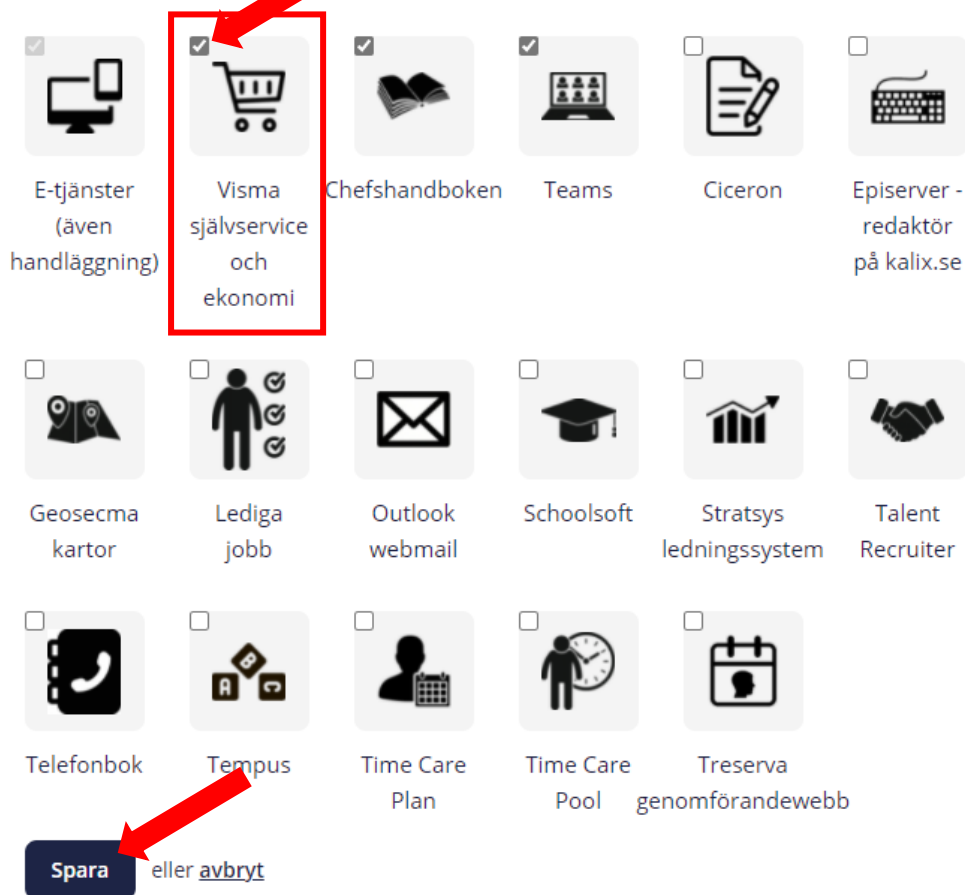 E-tjänster
(även
handläggning)
Visma
självservice
och
ekonomi
Chefshandboken
Teams
Ciceron
Episerver -
redaktör
på kalix.se
Geosecma
kartor
Lediga
jobb
Outlook
webmail
Schoolsoft
Stratsys
ledningssystem
Talent
Recruiter
Telefonbok
A B C
Tempus
Time Care
Plan
Time Care
Pool
Treserva
genomförandewebb
Spara eller avbryt